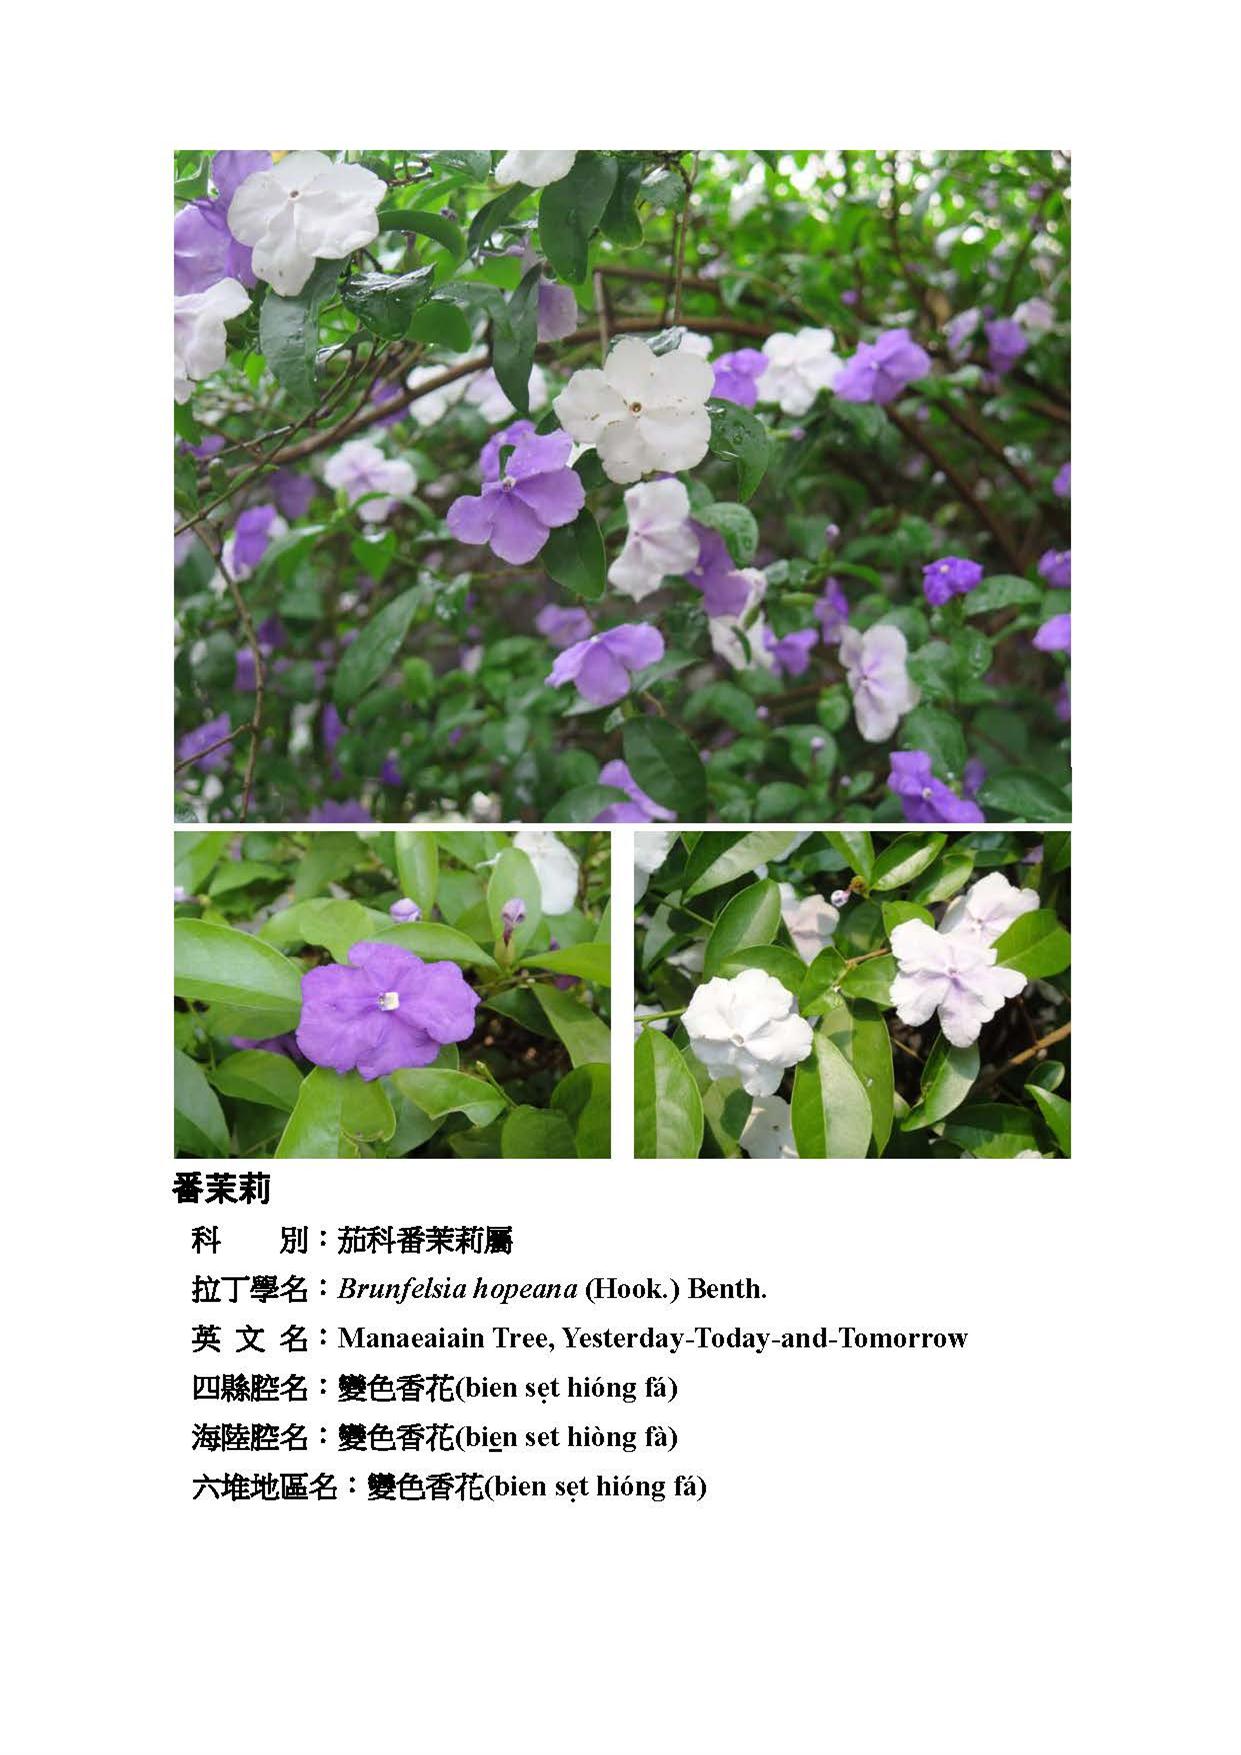 番茉莉
科　　別：茄科番茉莉屬
拉丁學名：Brunfelsia hopeana (Hook.) Benth.
英 文 名：Manaeaiain Tree, Yesterday-Today-and-Tomorrow
四縣腔名：變色香花(bien sẹt hióng fá)
海陸腔名：變色香花(bie̲n set hiòng fà)
六堆地區名：變色香花(bien sẹt hióng fá)